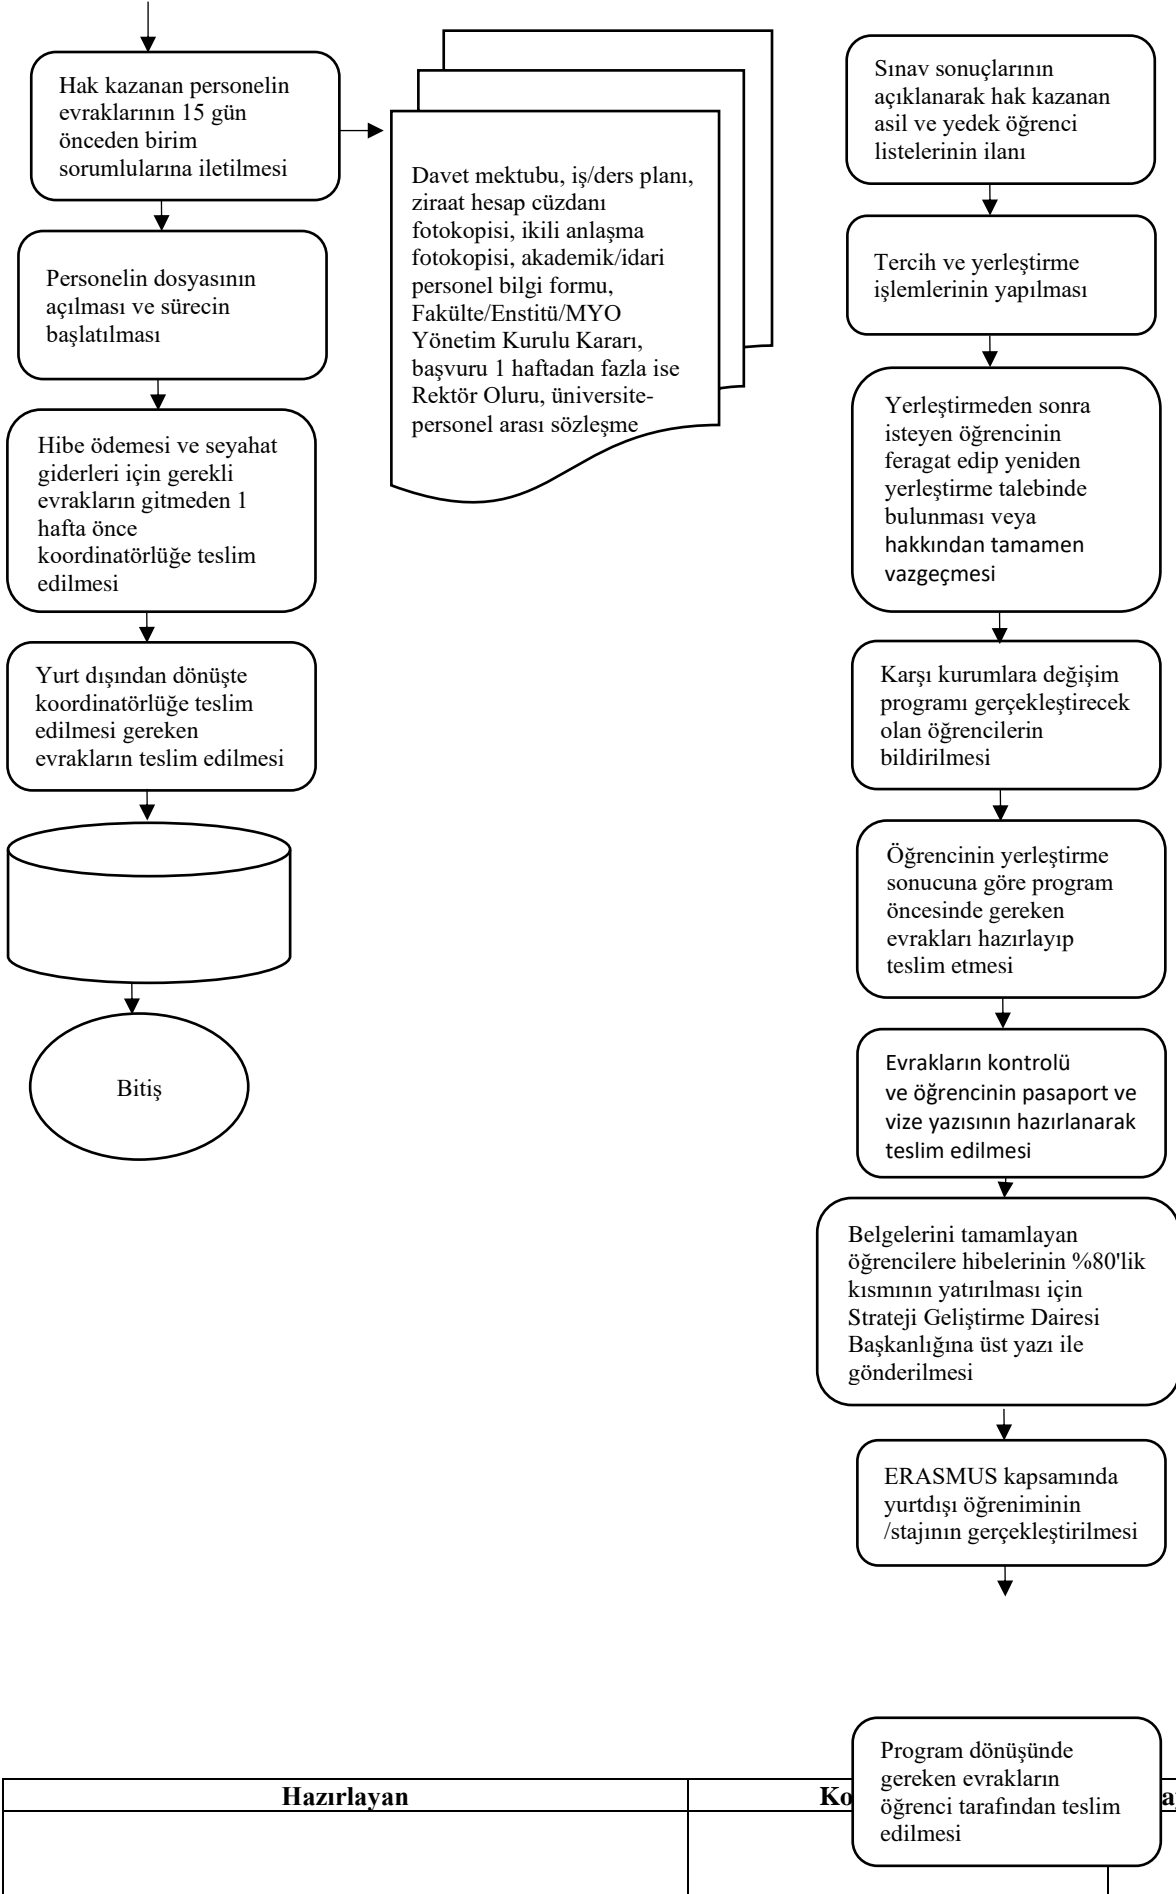 Hak kazanan personelin
evraklarının 15 gün
önceden birim
sorumlularına iletilmesi
Personelin dosyasının
açılması ve sürecin
başlatılması
Hibe ödemesi ve seyahat
giderleri için gerekli
evrakların gitmeden 1
hafta önce
koordinatörlüğe teslim
edilmesi
Yurt dışından dönüşte
koordinatörlüğe teslim
edilmesi gereken
evrakların teslim edilmesi
Bitiş
Davet mektubu, iş/ders planı,
ziraat hesap cüzdanı
fotokopisi, ikili anlaşma
fotokopisi, akademik/idari
personel bilgi formu,
Fakülte/Enstitü/MYO
Yönetim Kurulu Kararı,
başvuru 1 haftadan fazla ise
Rektör Oluru, üniversite-
personel arası sözleşme
Sınav sonuçlarının
açıklanarak hak kazanan
asil ve yedek öğrenci
listelerinin ilanı
Tercih ve yerleştirme
işlemlerinin yapılması
Yerleştirmeden sonra
isteyen öğrencinin
feragat edip yeniden
yerleştirme talebinde
bulunması veya
hakkından tamamen
vazgeçmesi
Karşı kurumlara değişim
programı gerçekleştirecek
olan öğrencilerin
bildirilmesi
Öğrencinin yerleştirme
sonucuna göre program
öncesinde gereken
evrakları hazırlayıp
teslim etmesi
Evrakların kontrolü
ve öğrencinin pasaport ve
vize yazısının hazırlanarak
teslim edilmesi
Belgelerini tamamlayan
öğrencilere hibelerinin %80'lik
kısmının yatırılması için
Strateji Geliştirme Dairesi
Başkanlığına üst yazı ile
gönderilmesi
ERASMUS kapsamında
yurtdışı öğreniminin
/stajının gerçekleştirilmesi
Program dönüşünde
gereken evrakların
öğrenci tarafından teslim
edilmesi
Hazırlayan